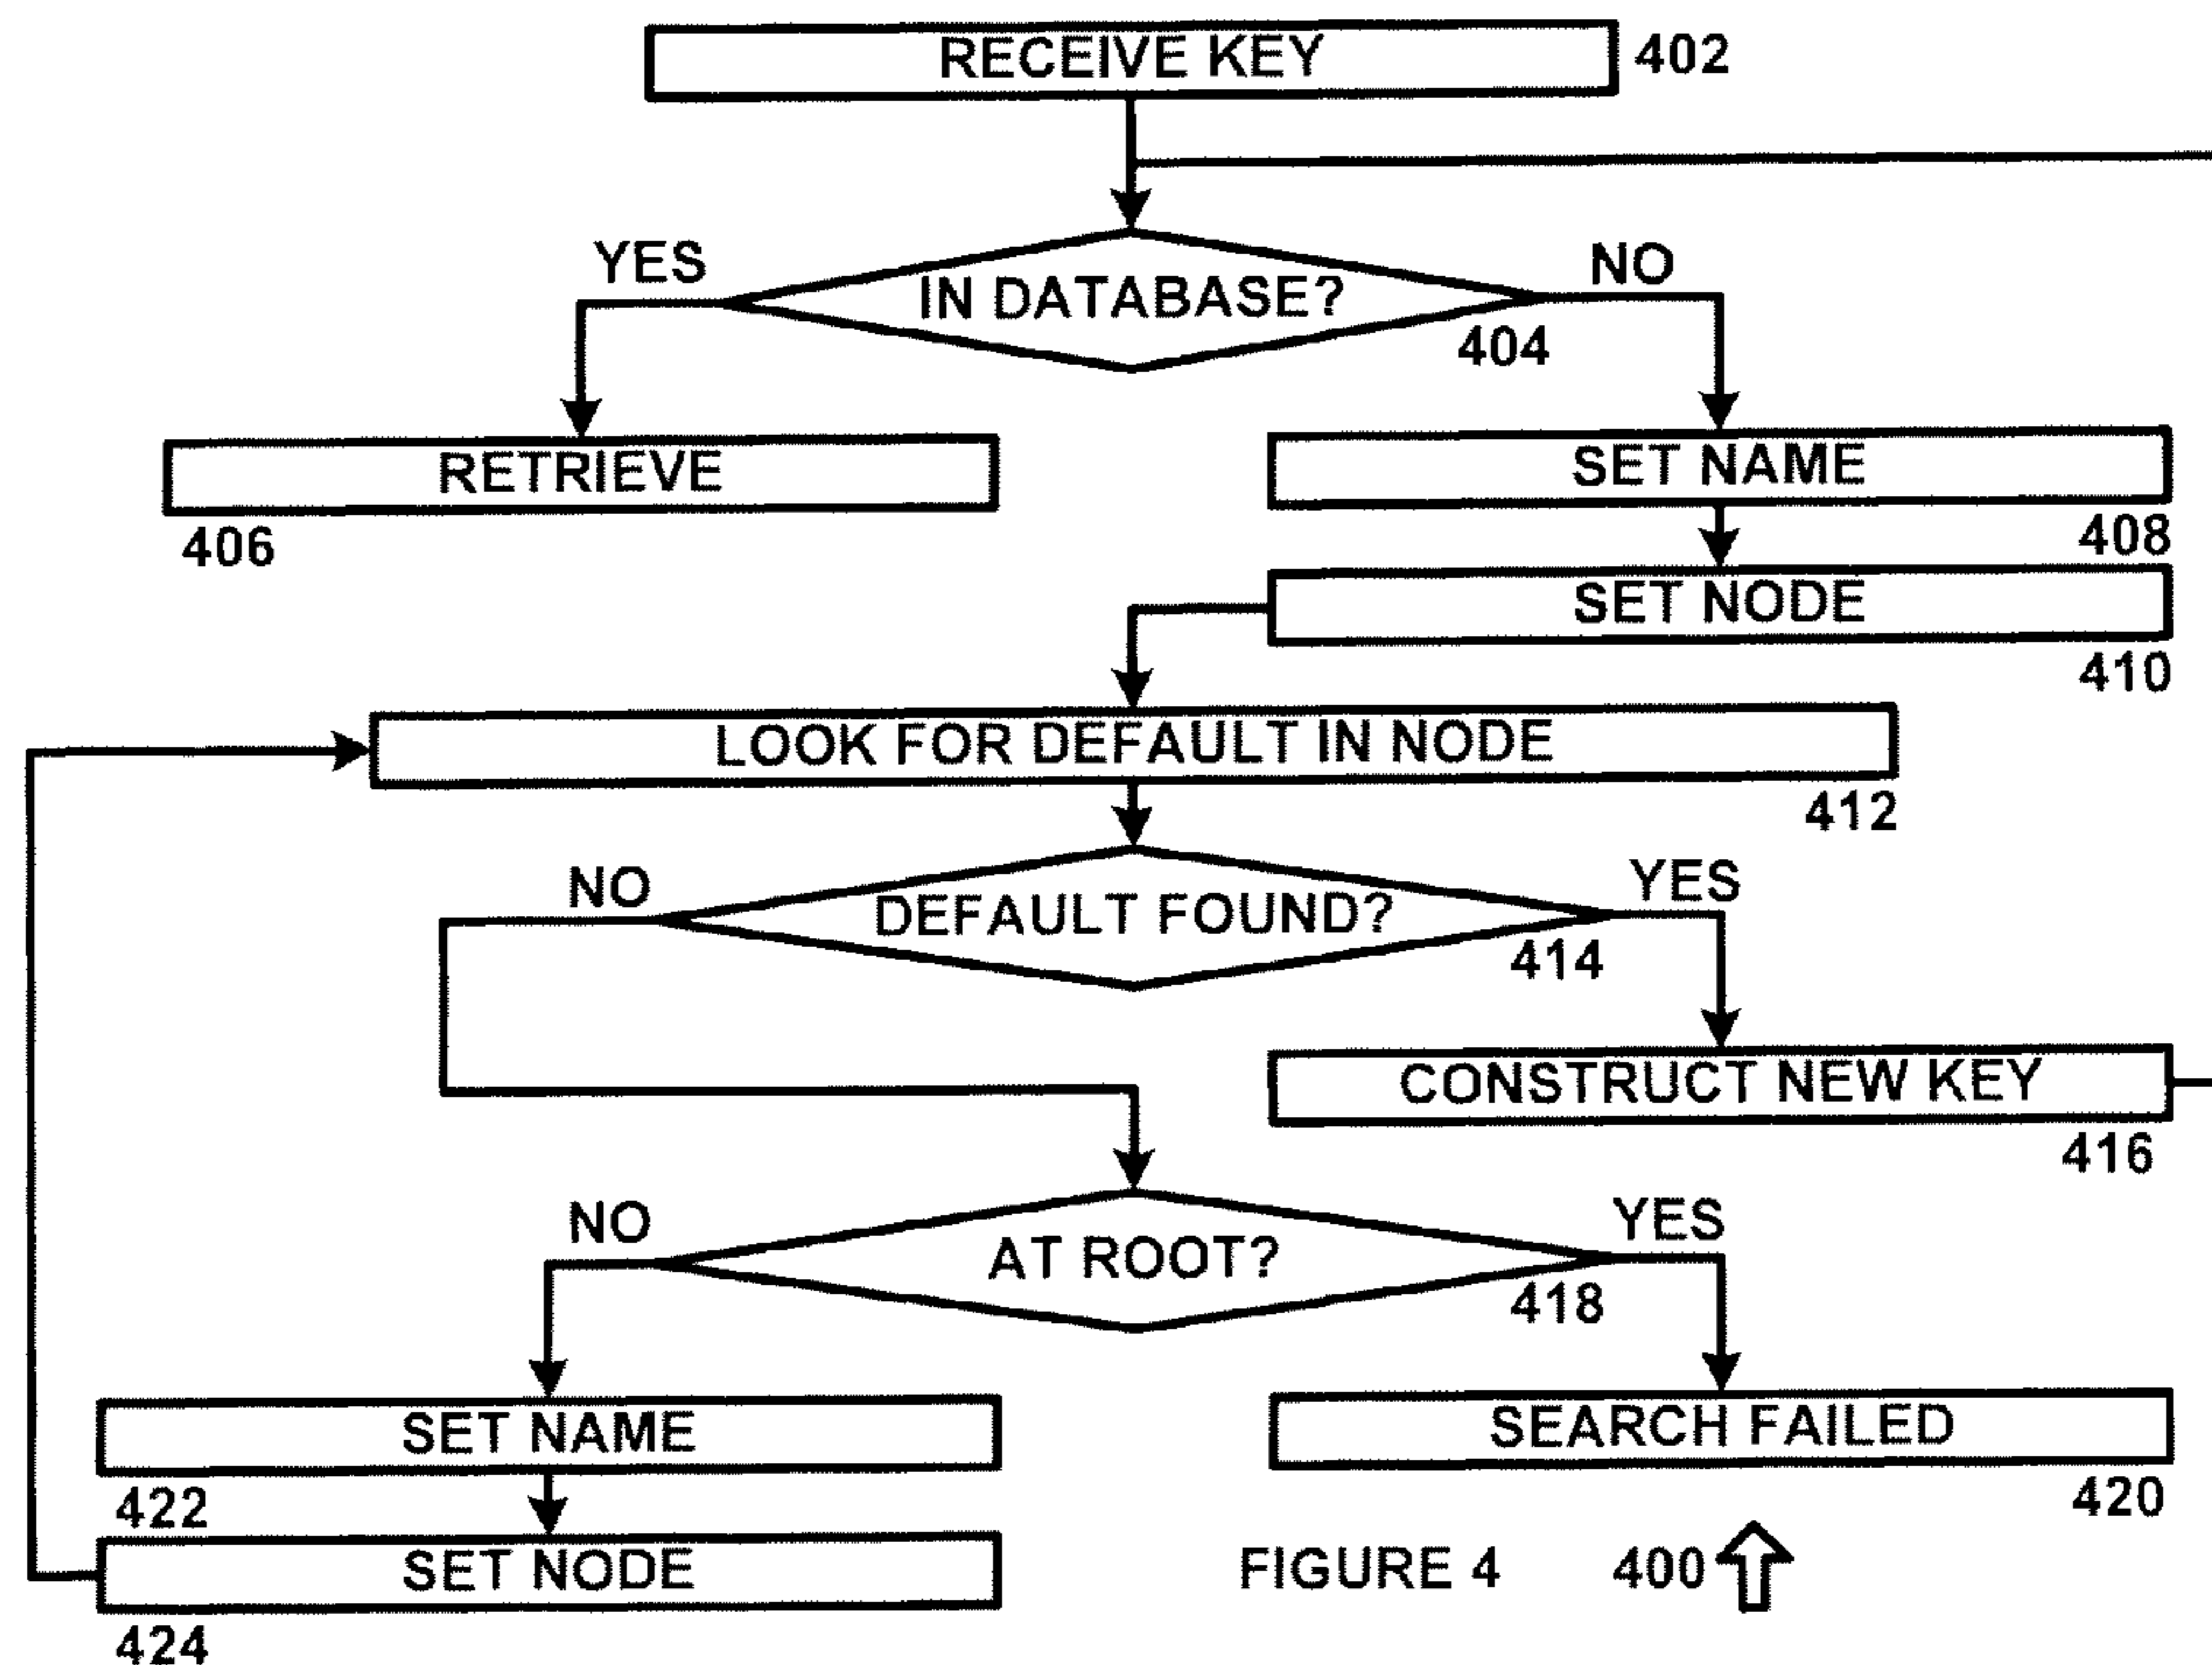 RECEIVE KEY 402
YES
NO
IN DATABASE?
404
RETRIEVE
406
SET NAME
408
SET NODE
410
LOOK FOR DEFAULT IN NODE
412
NO
YES
DEFAULT FOUND?
414
CONSTRUCT NEW KEY
416
NO
YES
AT ROOT?
418
SET NAME
422
SEARCH FAILED
420
SET NODE
424
FIGURE 4 400